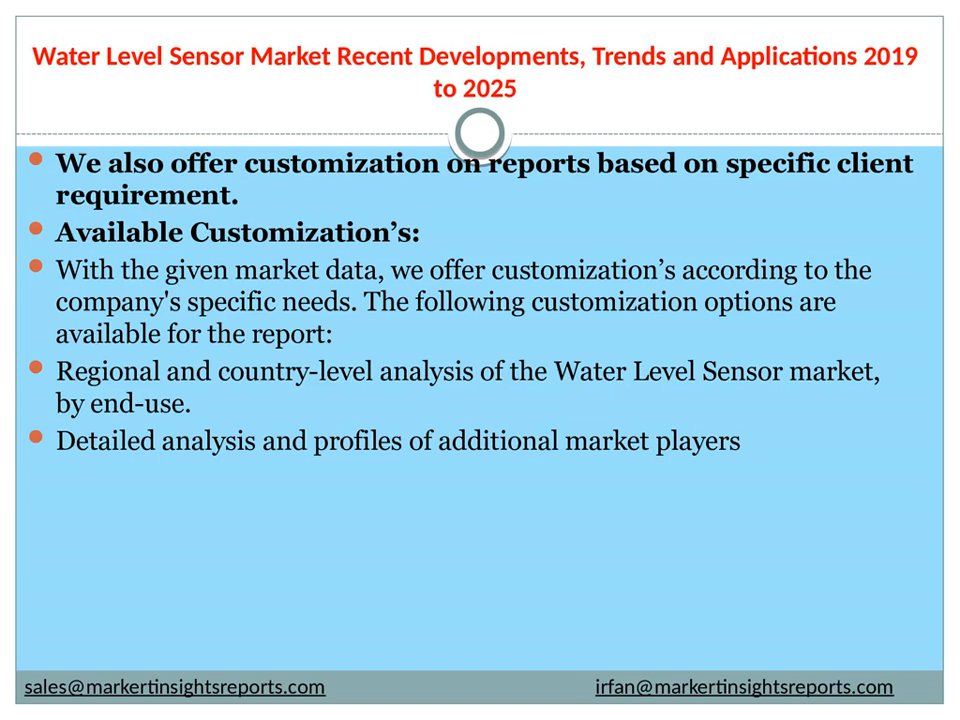 Water Level Sensor Market Recent Developments, Trends and Applications 2019
to 2025
We also offer customization on reports based on specific client
requirement.
Available Customization’s:
With the given market data, we offer customization’s according to the
company's specific needs. The following customization options are
available for the report:
Regional and country-level analysis of the Water Level Sensor market,
by end-use.
Detailed analysis and profiles of additional market players
sales@markertinsightsreports.com
irfan@markertinsightsreports.com